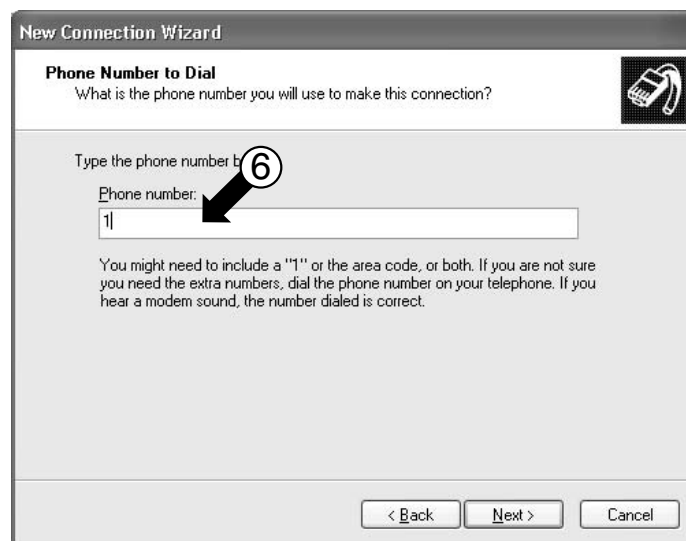 New Connection Wizard
Phone Number to Dial
What is the phone number you will use to make this connection?
Type the phone number b
⑥
Phone number:
1
You might need to include a "1" or the area code, or both. If you are not sure
you need the extra numbers, dial the phone number on your telephone. If you
hear a modem sound, the number dialed is correct.
< Back Next > Cancel